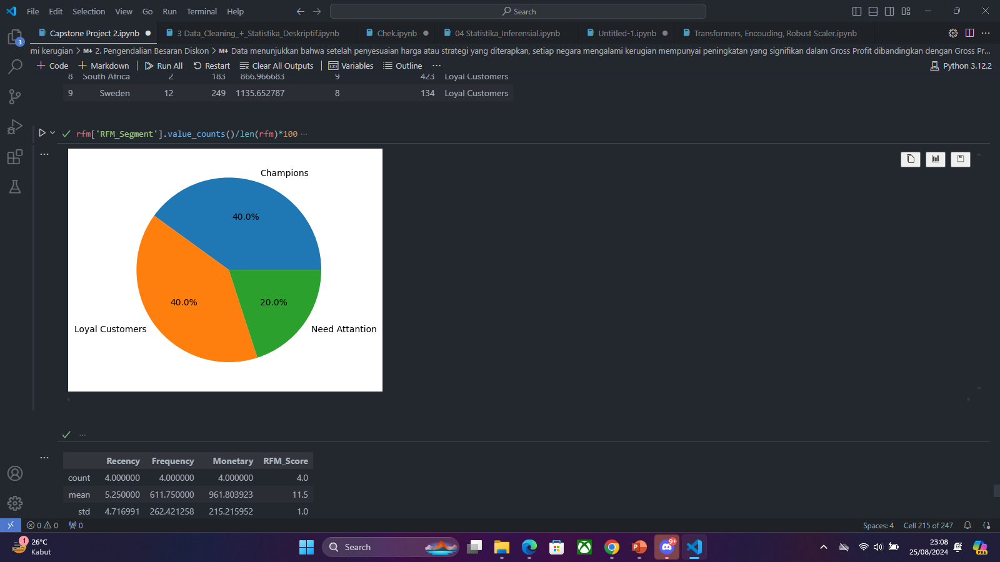 File Edit Selection View Go Run Terminal Help
Search
Capstone Project 2.ipynb
3 Data_Cleaning_+_Statistika_Deskriptif.ipynb
Chek.ipynb
04 Statistika_Inferensial.ipynb
Untitled-1.ipynb
Transformers, Encouding, Robust Scaler.ipynb
mi kerugian > M↓ 2. Pengendalian Besaran Diskon > M↓ Data menunjukkan bahwa setelah penyesuaian harga atau strategi yang diterapkan, setiap negara mengalami kerugian mempunyai peningkatan yang signifikan dalam Gross Profit dibandingkan dengan Gross Pr...
+ Code + Markdown Run All Restart Clear All Outputs Variables Outline ... Python 3.12.2
3
8 South Africa 2 183 866.966683 9 423 Loyal Customers
9 Sweden 12 249 1135.652787 8 134 Loyal Customers
rfm['RFM_Segment'].value_counts()/len(rfm)*100 ...
Champions
40.0%
40.0%
20.0%
Loyal Customers
Need Attantion
...
Recency Frequency Monetary RFM_Score
count 4.000000 4.000000 4.000000 4.0
mean 5.250000 611.750000 961.803923 11.5
std 4.716991 262.421258 215.215952 1.0
0 0 0 Spaces: 4 Cell 215 of 247
1
26°C
Kabut
Search
9+
23:08
25/08/2024
PRE